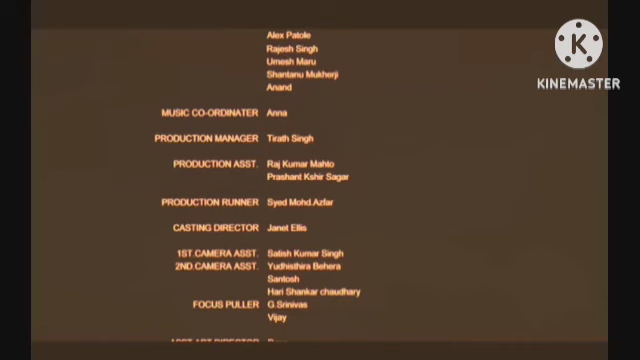 Alex Patole
Rajesh Singh
Umesh Maru
Shantanu Mukherji
Anand
MUSIC CO-ORDINATER Anna
PRODUCTION MANAGER Tirath Singh
PRODUCTION ASST. Raj Kumar Mahto
Prashant Kshir Sagar
PRODUCTION RUNNER Syed Mohd.Azfar
CASTING DIRECTOR Janet Ellis
1ST.CAMERA ASST. Satish Kumar Singh
2ND.CAMERA ASST. Yudhisthira Behera
Santosh
Hari Shankar chaudhary
FOCUS PULLER G.Srinivas
Vijay
KINEMASTER